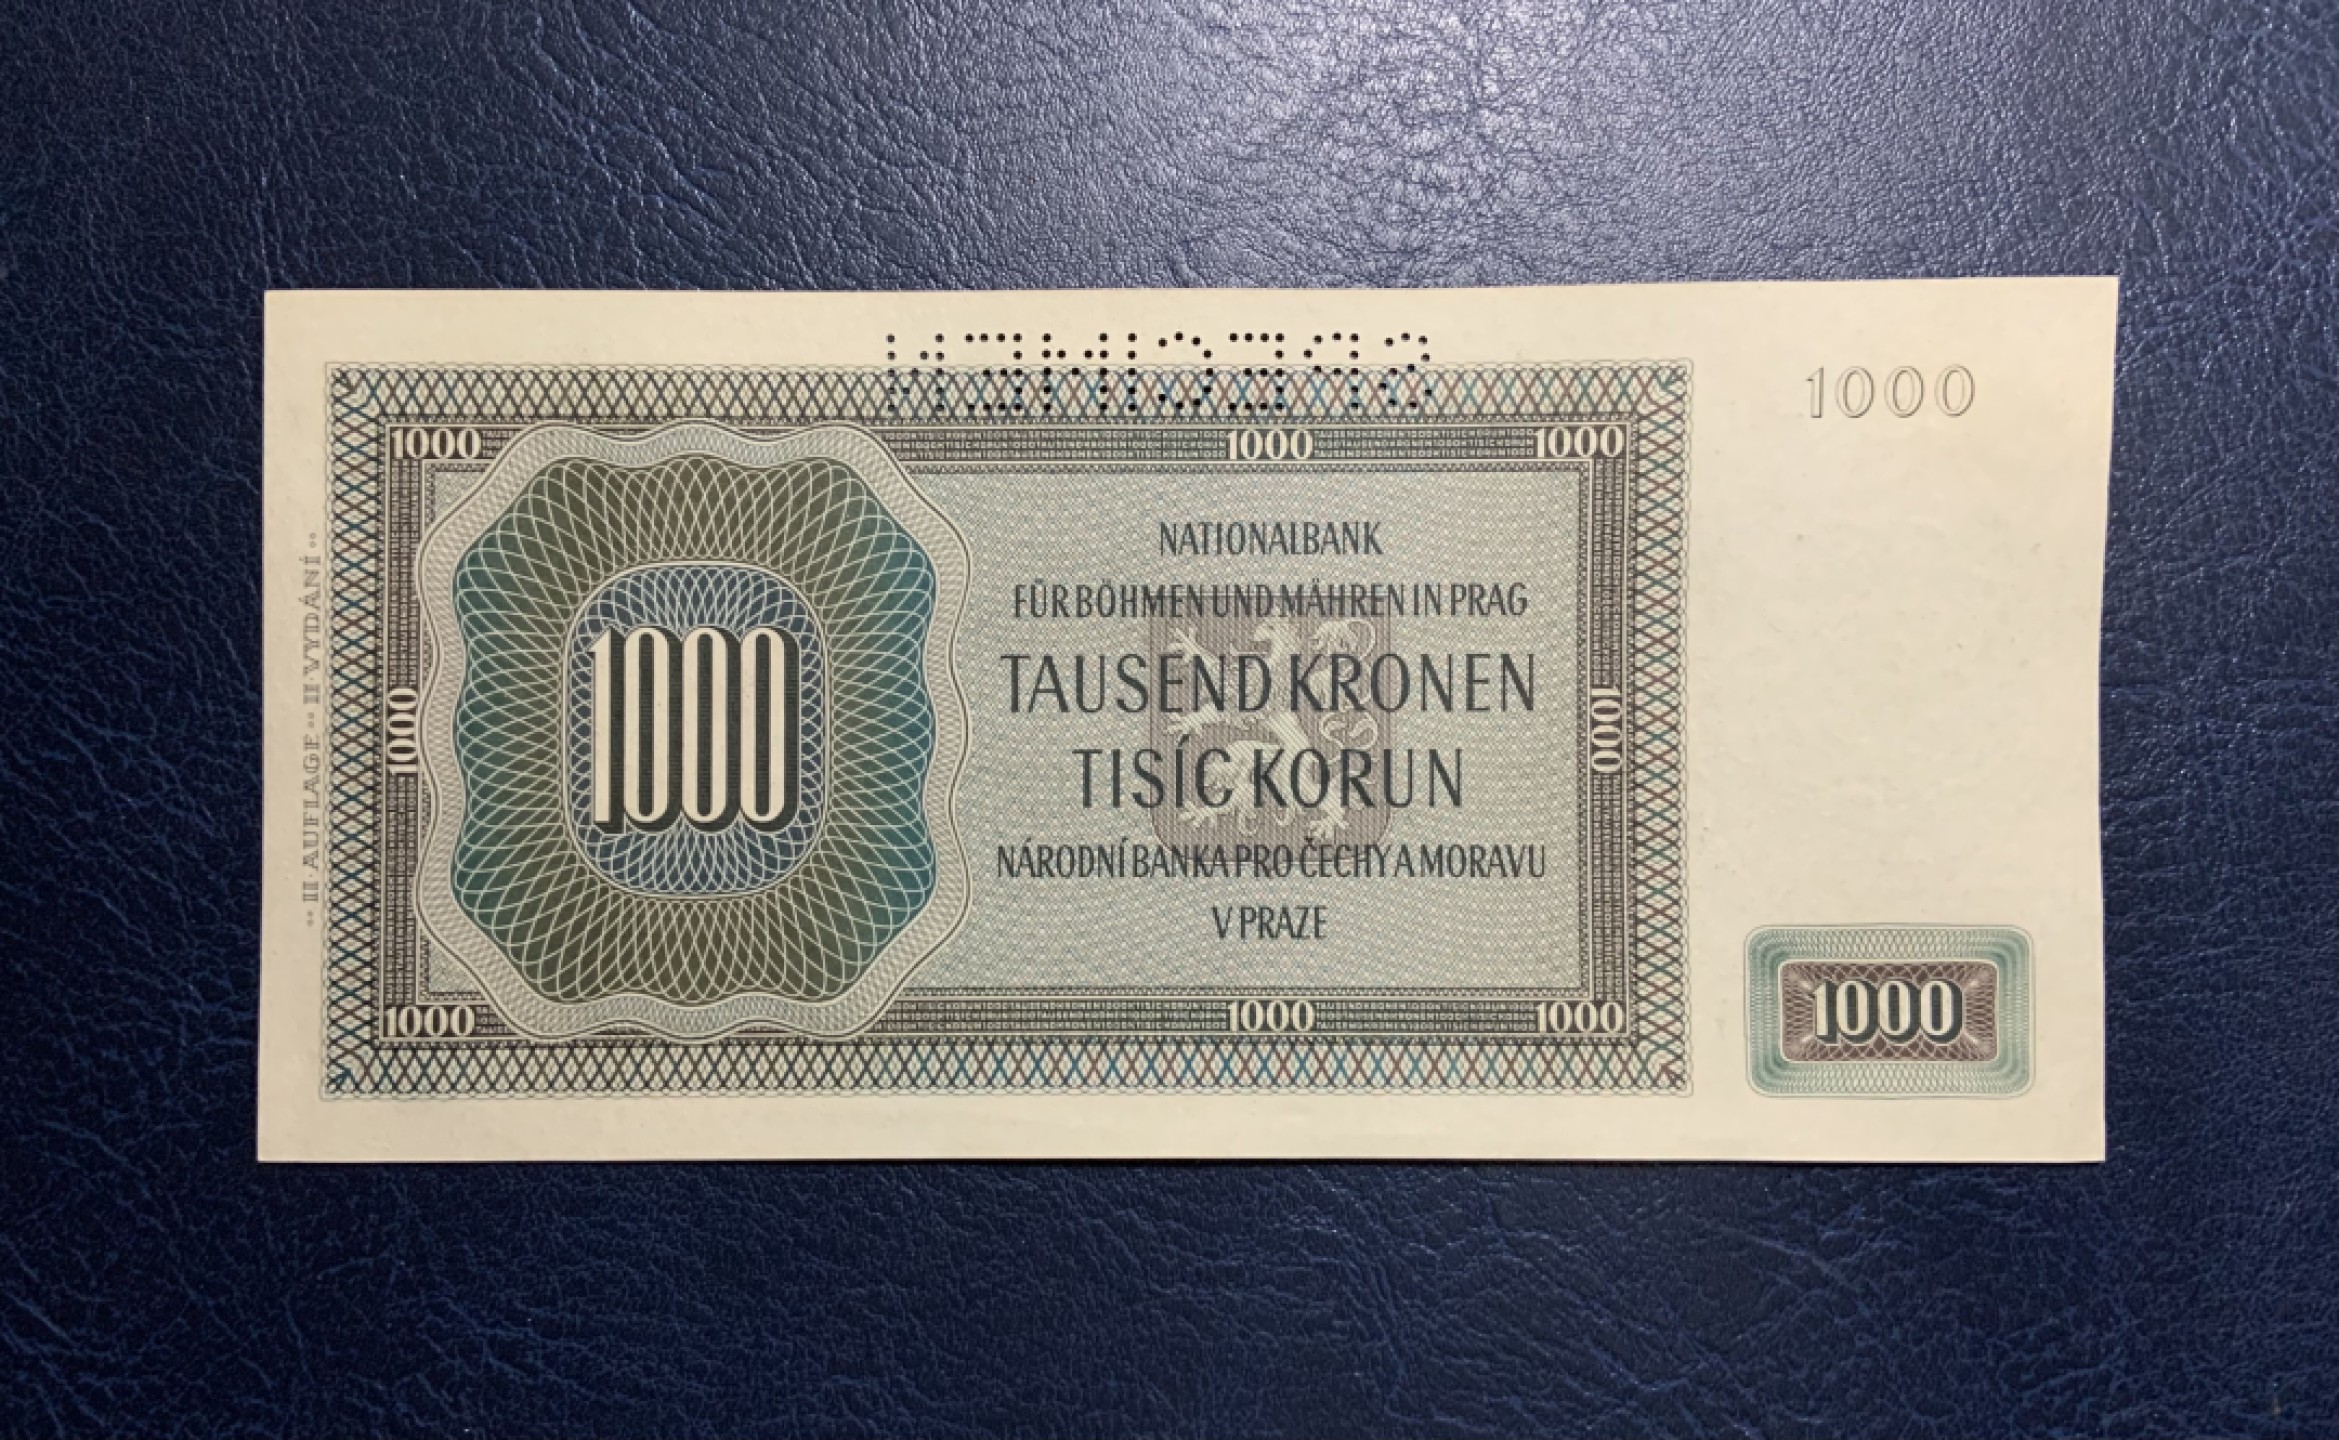 SPECIMEN
1000
1000 1000 1000
NATIONALBANK
FÜR BÖHMEN UND MÄHREN IN PRAG
TAUSEND KRONEN
TISÍC KORUN
NÁRODNÍ BANKA PRO ČECHY A MORAVU
V PRAZE
1000
1000
1000
1000 1000 1000
1000
II·AUFLAGE II·VYDÁNÍ